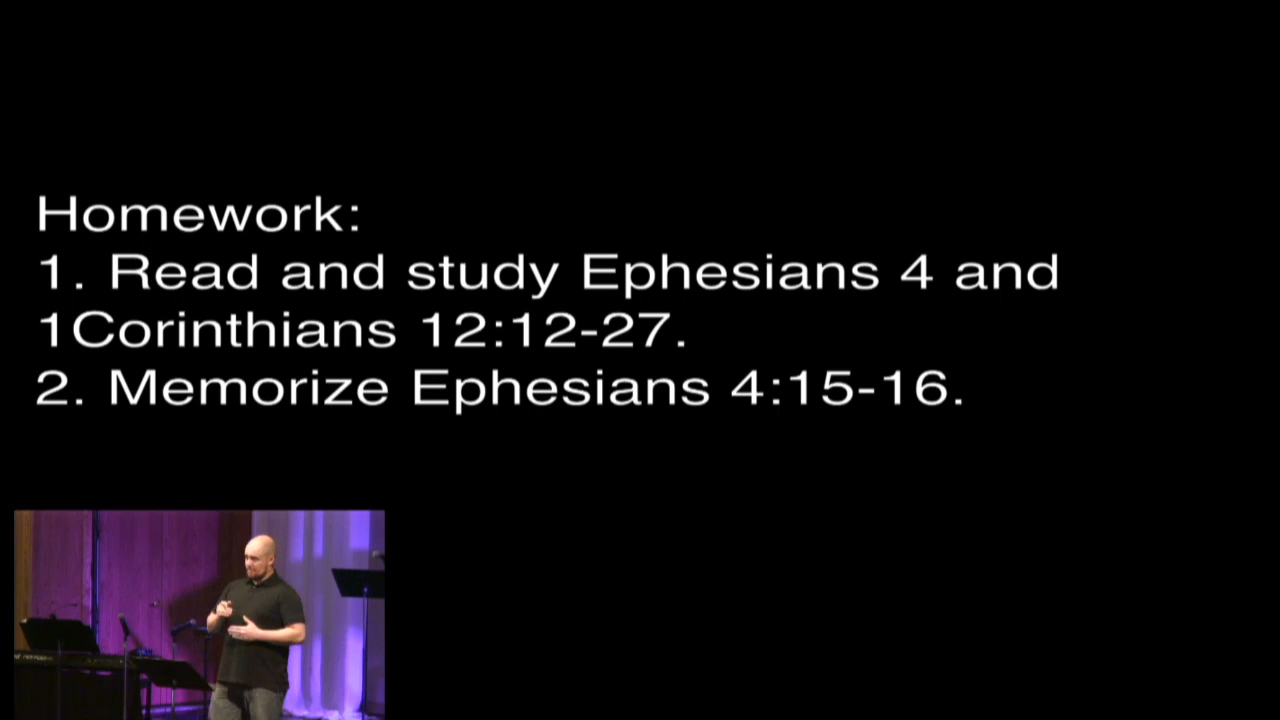 Homework:
1. Read and study Ephesians 4 and
1Corinthians 12:12-27.
2. Memorize Ephesians 4:15-16.